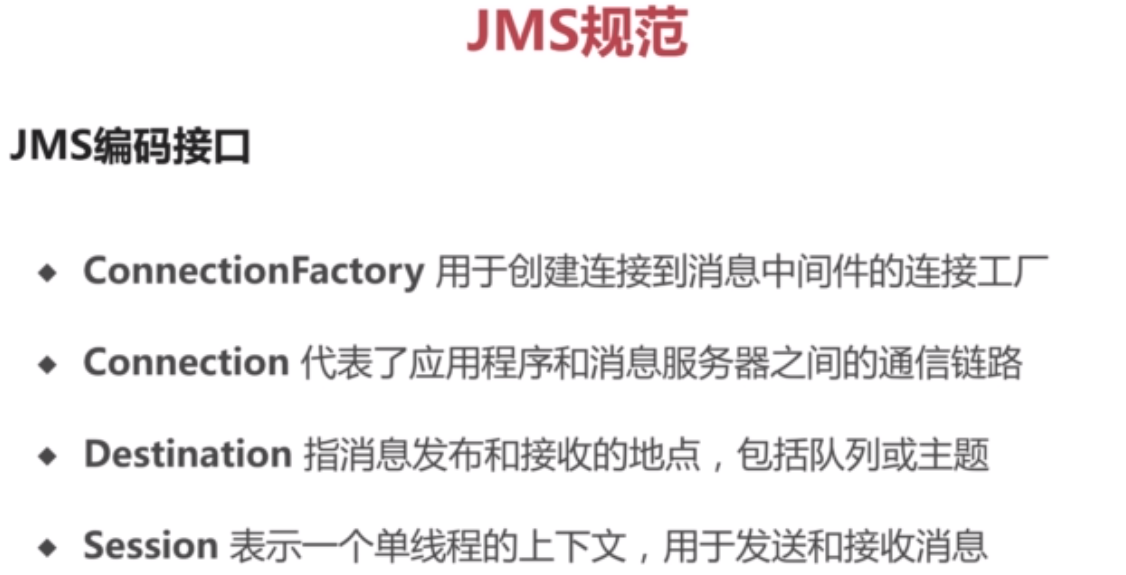 JMS规范
JMS编码接口
◆ ConnectionFactory 用于创建连接到消息中间件的连接工厂
◆ Connection 代表了应用程序和消息服务器之间的通信链路
◆ Destination 指消息发布和接收的地点，包括队列或主题
◆ Session 表示一个单线程的上下文，用于发送和接收消息